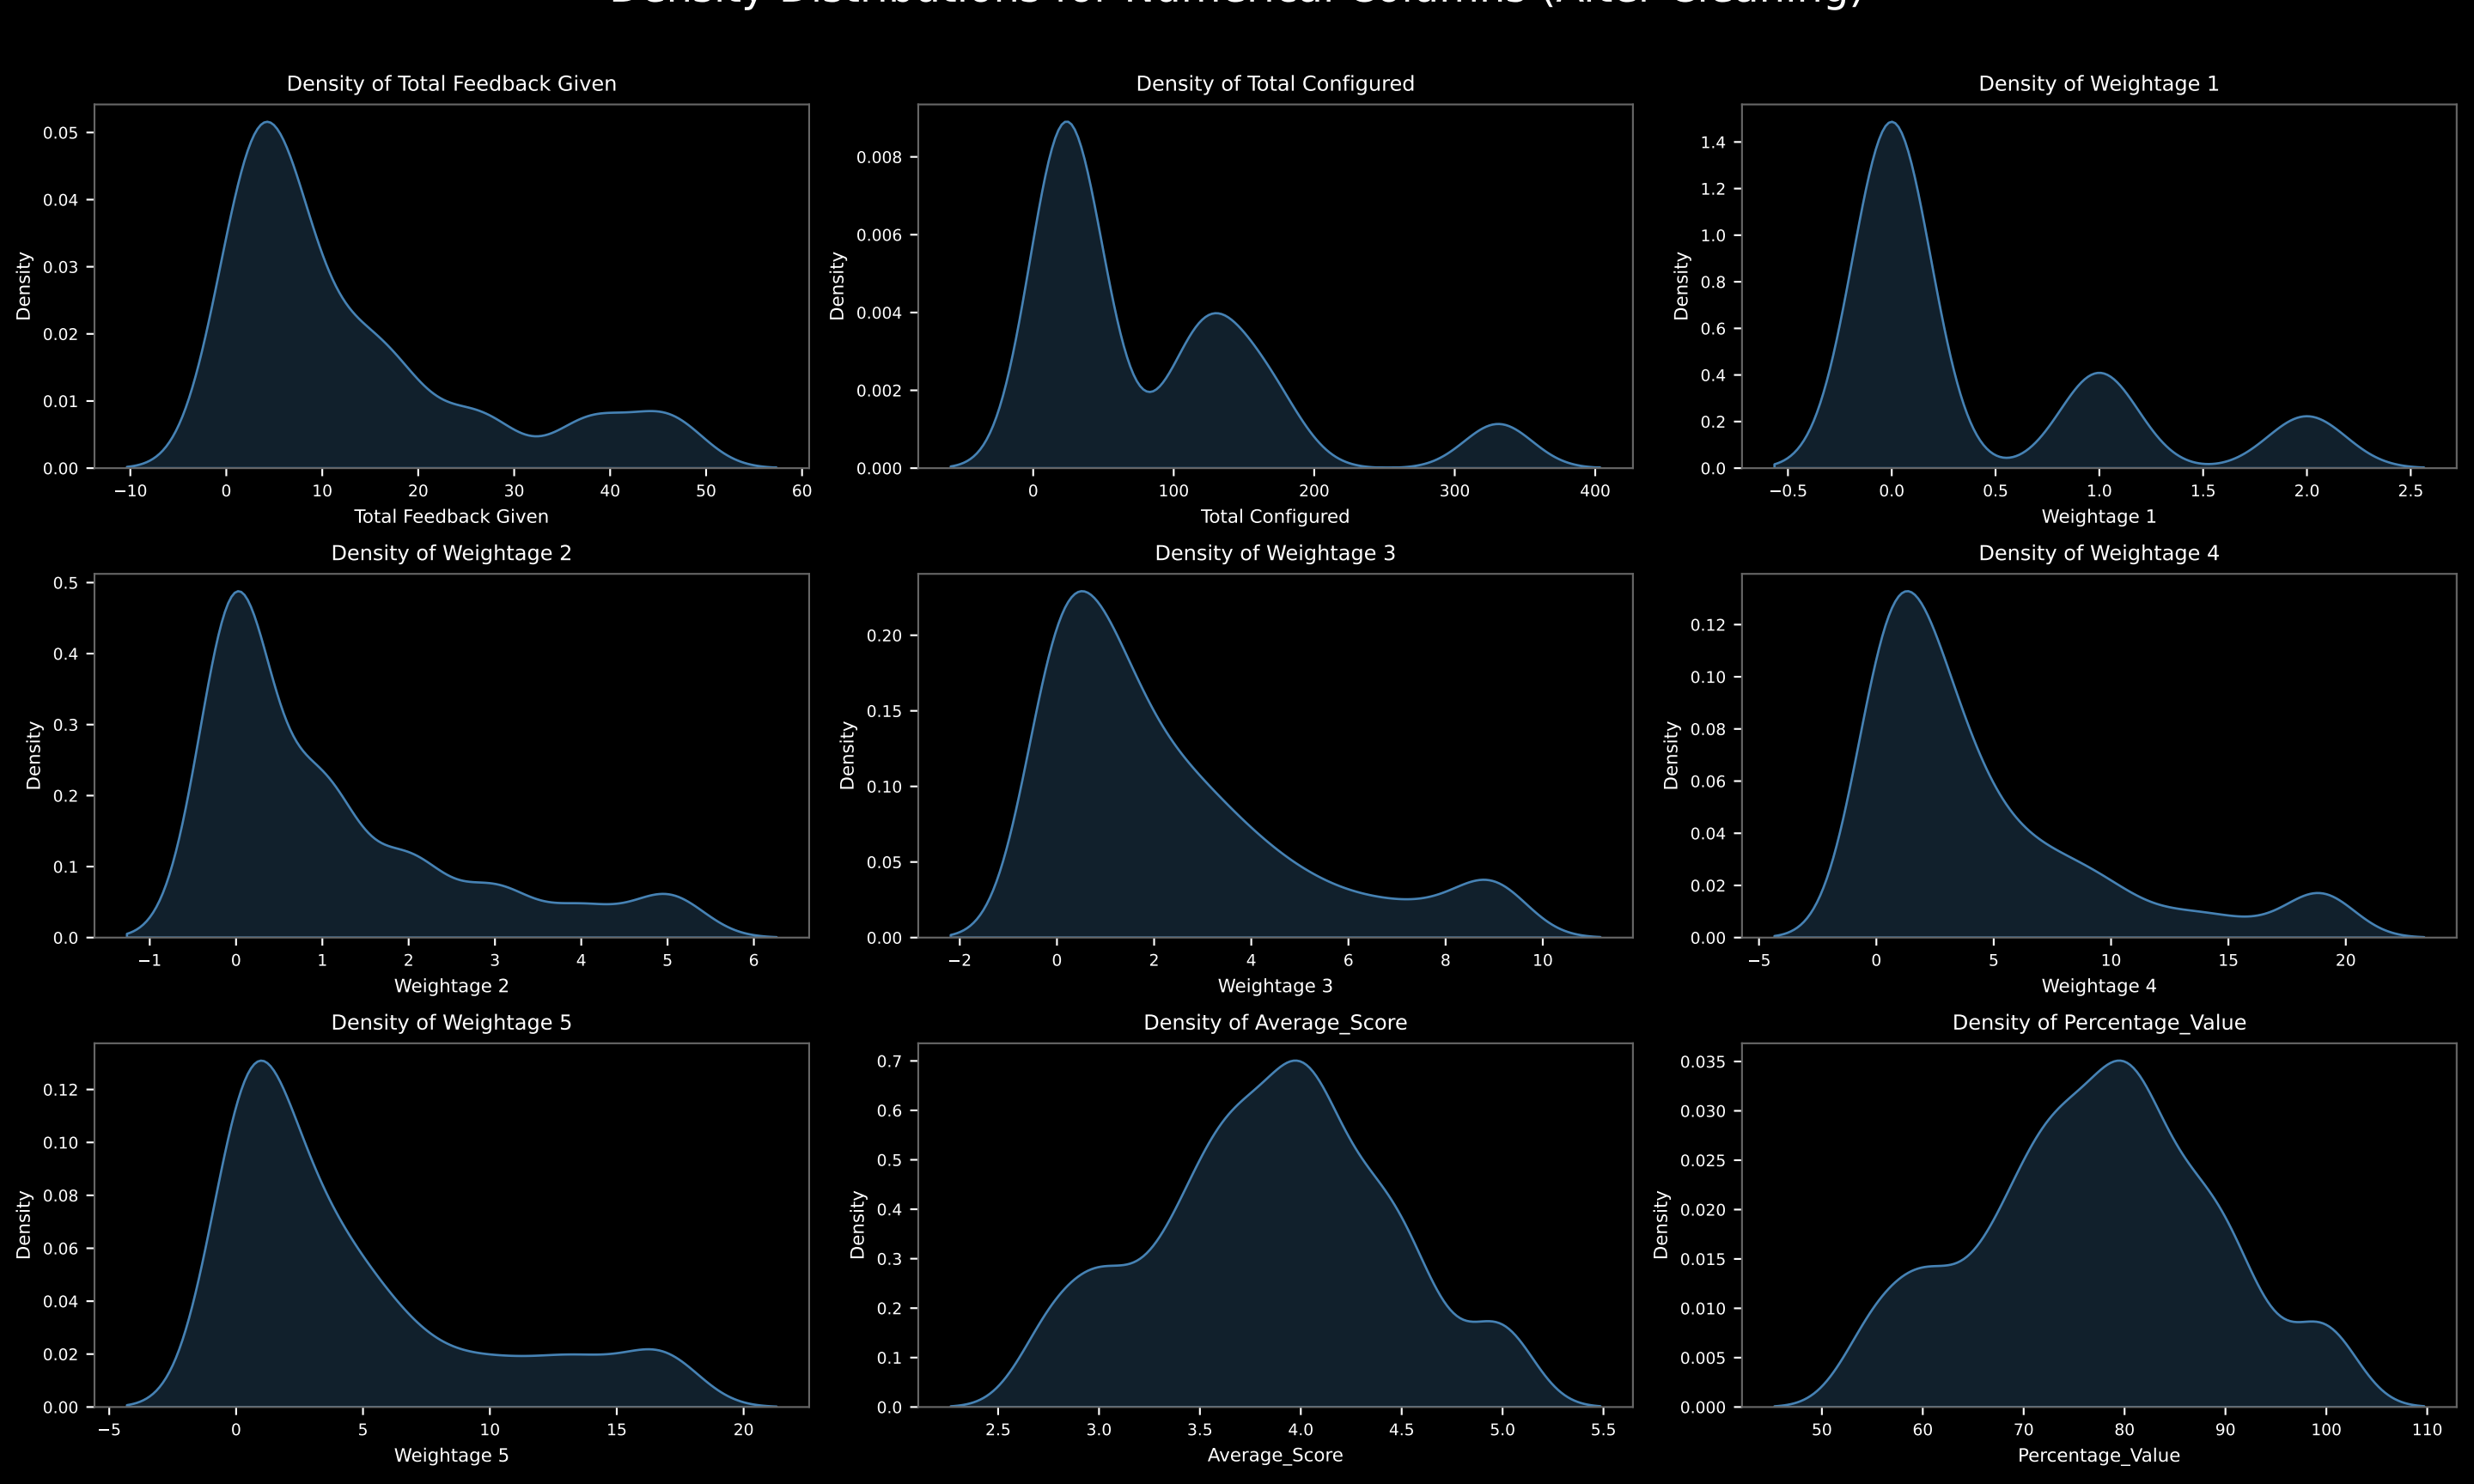 Density Distributions for Numerical Columns (After Cleaning)
Density of Total Feedback Given
0.05
0.04
0.03
0.02
0.01
0.00
Density
−10 0 10 20 30 40 50 60
Total Feedback Given
Density of Total Configured
0.008
0.006
0.004
0.002
0.000
Density
0 100 200 300 400
Total Configured
Density of Weightage 1
1.4
1.2
1.0
0.8
0.6
0.4
0.2
0.0
Density
−0.5 0.0 0.5 1.0 1.5 2.0 2.5
Weightage 1
Density of Weightage 2
0.5
0.4
0.3
0.2
0.1
0.0
Density
−1 0 1 2 3 4 5 6
Weightage 2
Density of Weightage 3
0.20
0.15
0.10
0.05
0.00
Density
−2 0 2 4 6 8 10
Weightage 3
Density of Weightage 4
0.12
0.10
0.08
0.06
0.04
0.02
0.00
Density
−5 0 5 10 15 20
Weightage 4
Density of Weightage 5
0.12
0.10
0.08
0.06
0.04
0.02
0.00
Density
−5 0 5 10 15 20
Weightage 5
Density of Average_Score
0.7
0.6
0.5
0.4
0.3
0.2
0.1
0.0
Density
2.5 3.0 3.5 4.0 4.5 5.0 5.5
Average_Score
Density of Percentage_Value
0.035
0.030
0.025
0.020
0.015
0.010
0.005
0.000
Density
50 60 70 80 90 100 110
Percentage_Value